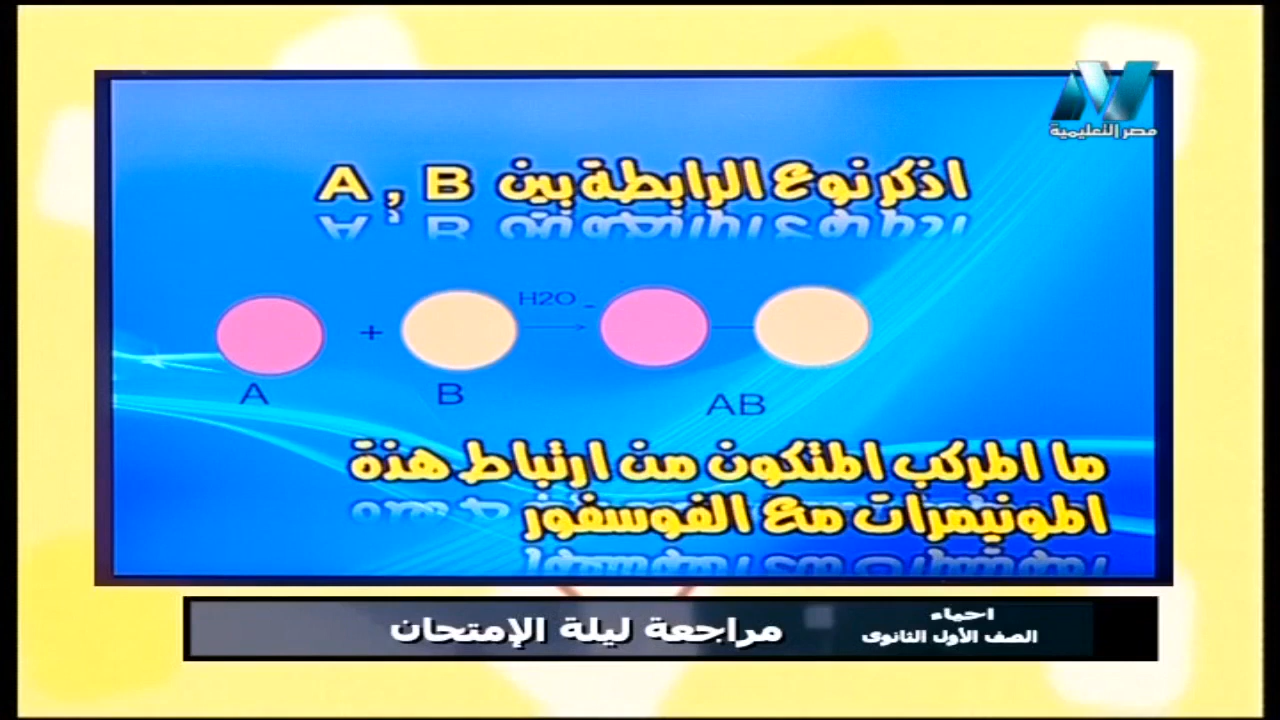 مصر التعليمية
اذكر نوع الرابطة بين A , B
A + B H2O - AB
ما المركب المتكون من ارتباط هذة
المونيمرات مع الفوسفور
احياء
الصف الأول الثانوى
مراجعة ليلة الإمتحان